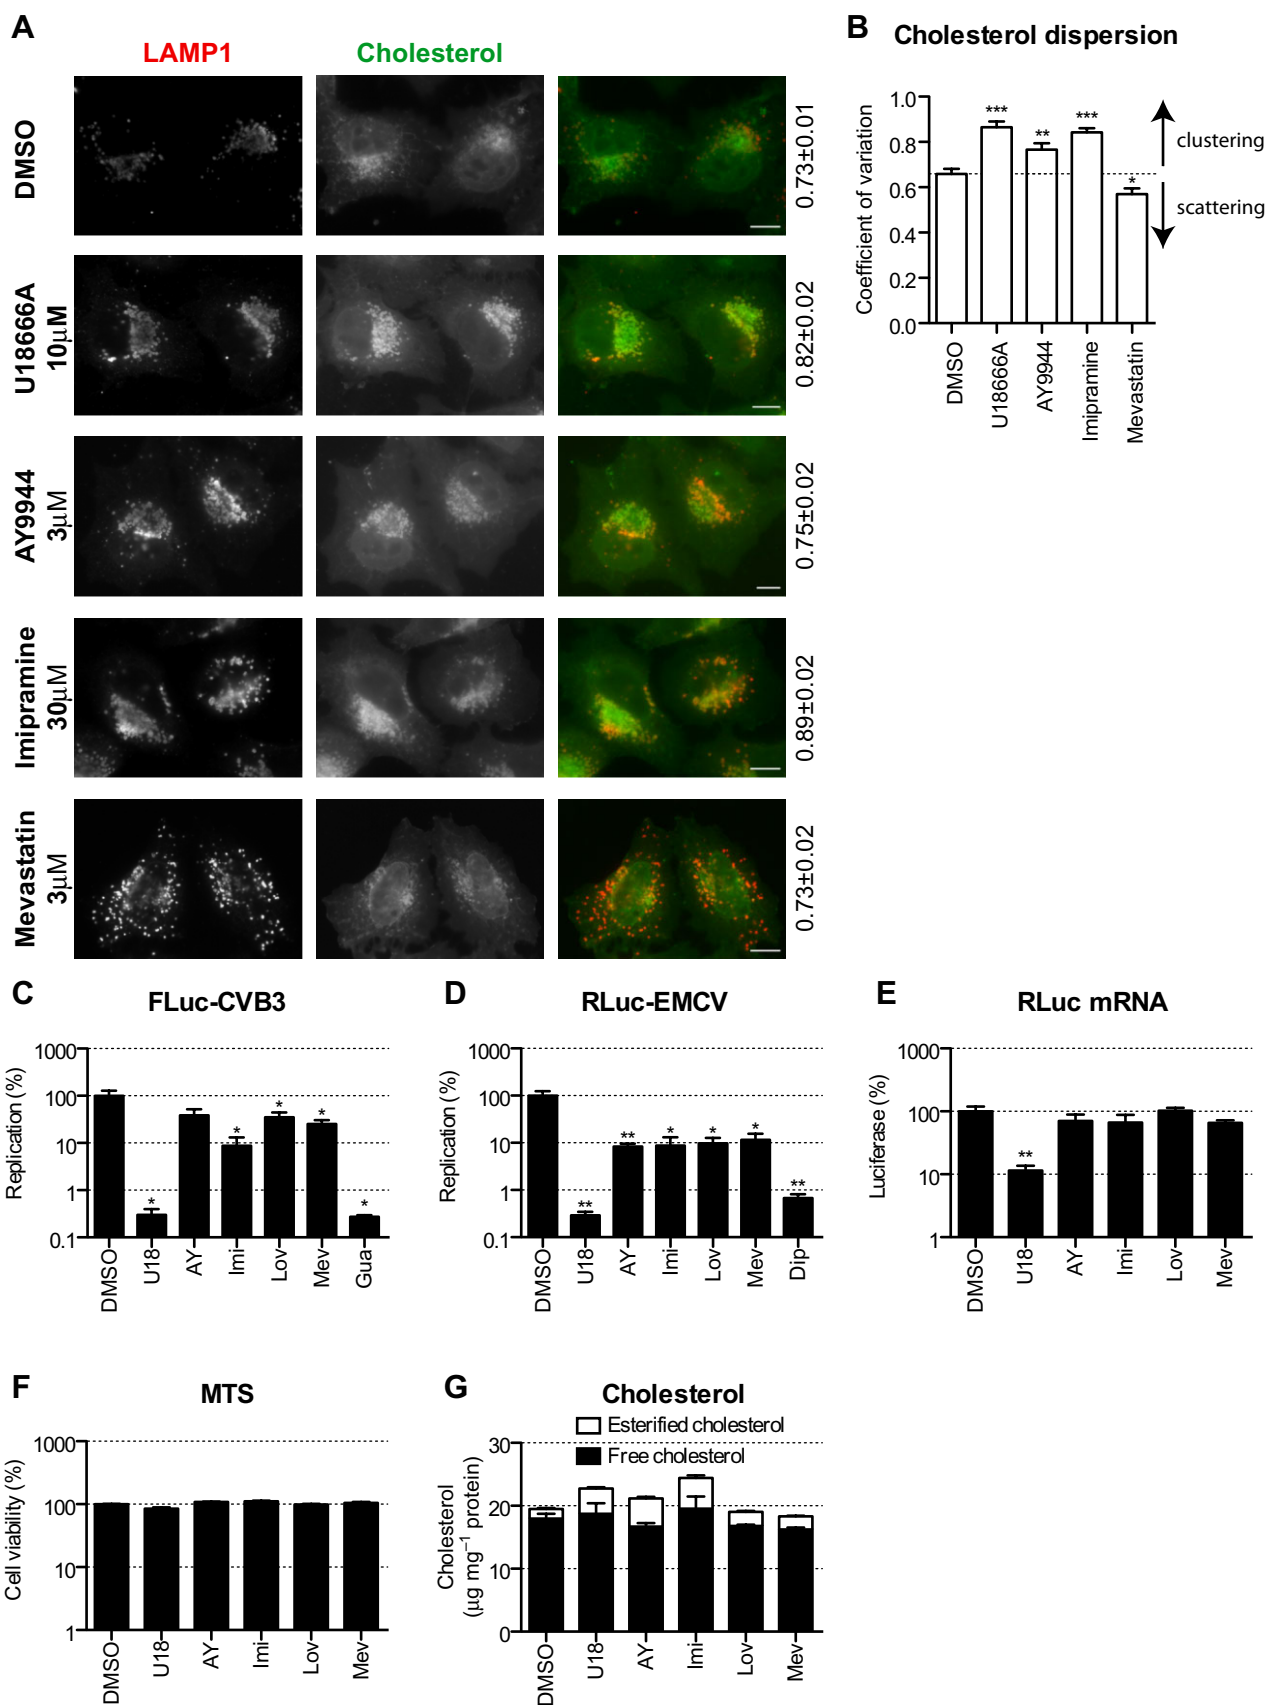 A
LAMP1
Cholesterol
DMSO
0.73±0.01
U18666A
10µM
0.82±0.02
AY9944
3µM
0.75±0.02
Imipramine
30µM
0.89±0.02
Mevastatin
3µM
0.73±0.02
B
Cholesterol dispersion
Coefficient of variation
1.0
0.8
0.6
0.4
0.2
0.0
***
**
***
*
clustering
scattering
DMSO
U18666A
AY9944
Imipramine
Mevastatin
C
FLuc-CVB3
Replication (%)
1000
100
10
1
0.1
*
*
*
*
*
DMSO
U18
AY
Imi
Lov
Mev
Gua
D
RLuc-EMCV
Replication (%)
1000
100
10
1
0.1
**
**
*
*
*
**
DMSO
U18
AY
Imi
Lov
Mev
Dip
E
RLuc mRNA
Luciferase (%)
1000
100
10
1
**
DMSO
U18
AY
Imi
Lov
Mev
F
MTS
Cell viability (%)
1000
100
10
1
DMSO
U18
AY
Imi
Lov
Mev
G
Cholesterol
Esterified cholesterol
Free cholesterol
Cholesterol
(µg mg⁻¹ protein)
30
20
10
0
DMSO
U18
AY
Imi
Lov
Mev